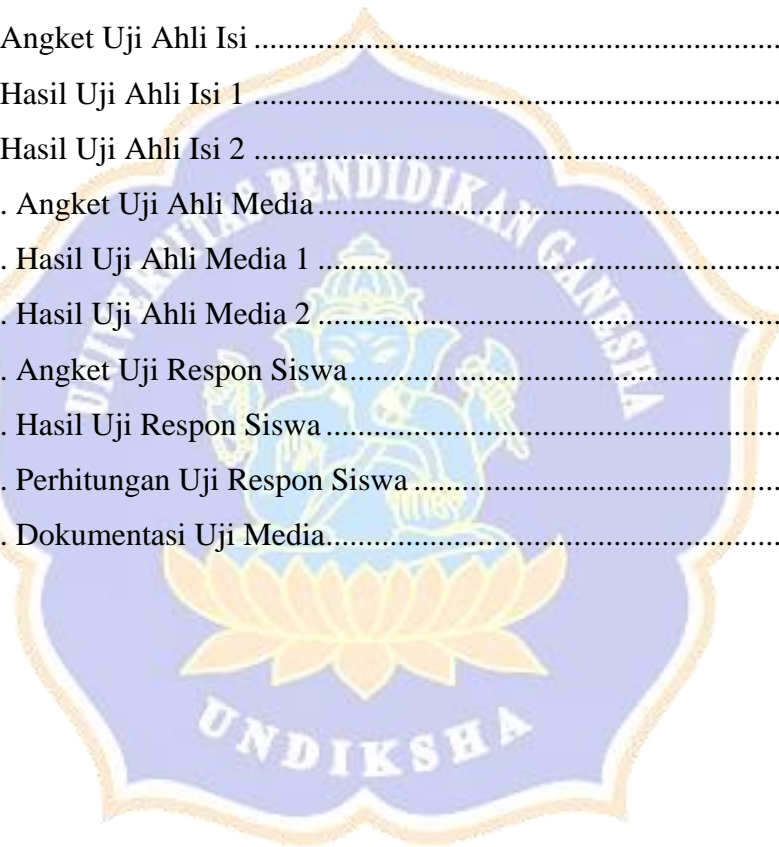 Angket Uji Ahli Isi ....................................................................
Hasil Uji Ahli Isi 1 ....................................................................
Hasil Uji Ahli Isi 2 ....................................................................
. Angket Uji Ahli Media............................................................
. Hasil Uji Ahli Media 1 ............................................................
. Hasil Uji Ahli Media 2 ............................................................
. Angket Uji Respon Siswa........................................................
. Hasil Uji Respon Siswa...........................................................
. Perhitungan Uji Respon Siswa ................................................
. Dokumentasi Uji Media...........................................................
UNIVERSITAS PENDIDIKAN GANESHA
UNDIKSHA